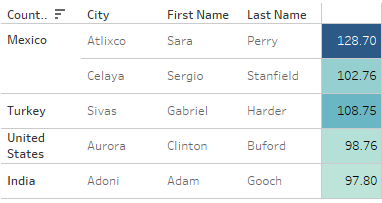 Count.. City First Name Last Name
Mexico Atlixco Sara Perry 128.70
Celaya Sergio Stanfield 102.76
Turkey Sivas Gabriel Harder 108.75
United States Aurora Clinton Buford 98.76
India Adoni Adam Gooch 97.80